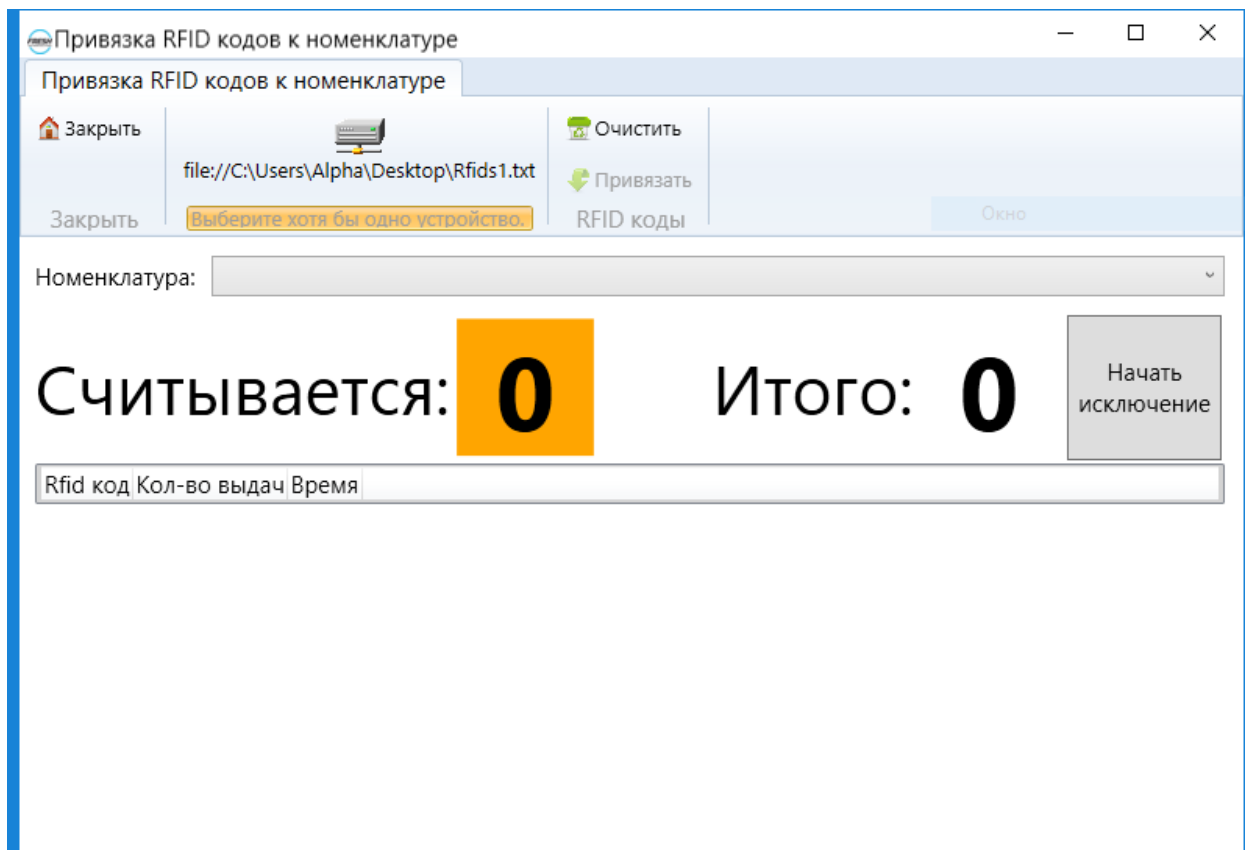 FRESH Привязка RFID кодов к номенклатуре
Привязка RFID кодов к номенклатуре
Закрыть
file://C:\Users\Alpha\Desktop\Rfids1.txt
Очистить
Привязать
Закрыть
Выберите хотя бы одно устройство.
RFID коды
Окно
Номенклатура:
Считывается: 0 Итого: 0
Начать
исключение
Rfid код Кол-во выдач Время